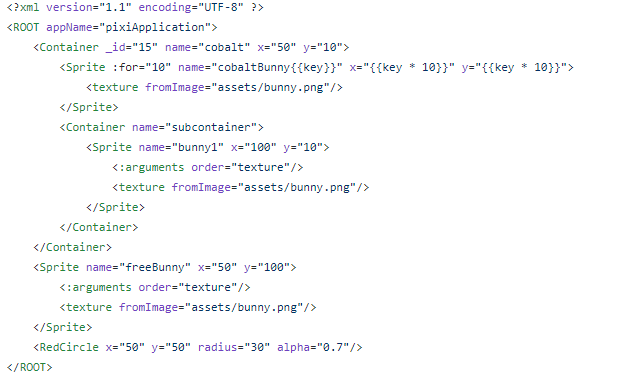 <?xml version="1.1" encoding="UTF-8" ?>
<ROOT appName="pixiApplication">
<Container _id="15" name="cobalt" x="50" y="10">
<Sprite :for="10" name="cobaltBunny{{key}}" x="{{key * 10}}" y="{{key * 10}}">
<texture fromImage="assets/bunny.png"/>
</Sprite>
<Container name="subcontainer">
<Sprite name="bunny1" x="100" y="10">
<:arguments order="texture"/>
<texture fromImage="assets/bunny.png"/>
</Sprite>
</Container>
</Container>
<Sprite name="freeBunny" x="50" y="100">
<:arguments order="texture"/>
<texture fromImage="assets/bunny.png"/>
</Sprite>
<RedCircle x="50" y="50" radius="30" alpha="0.7"/>
</ROOT>